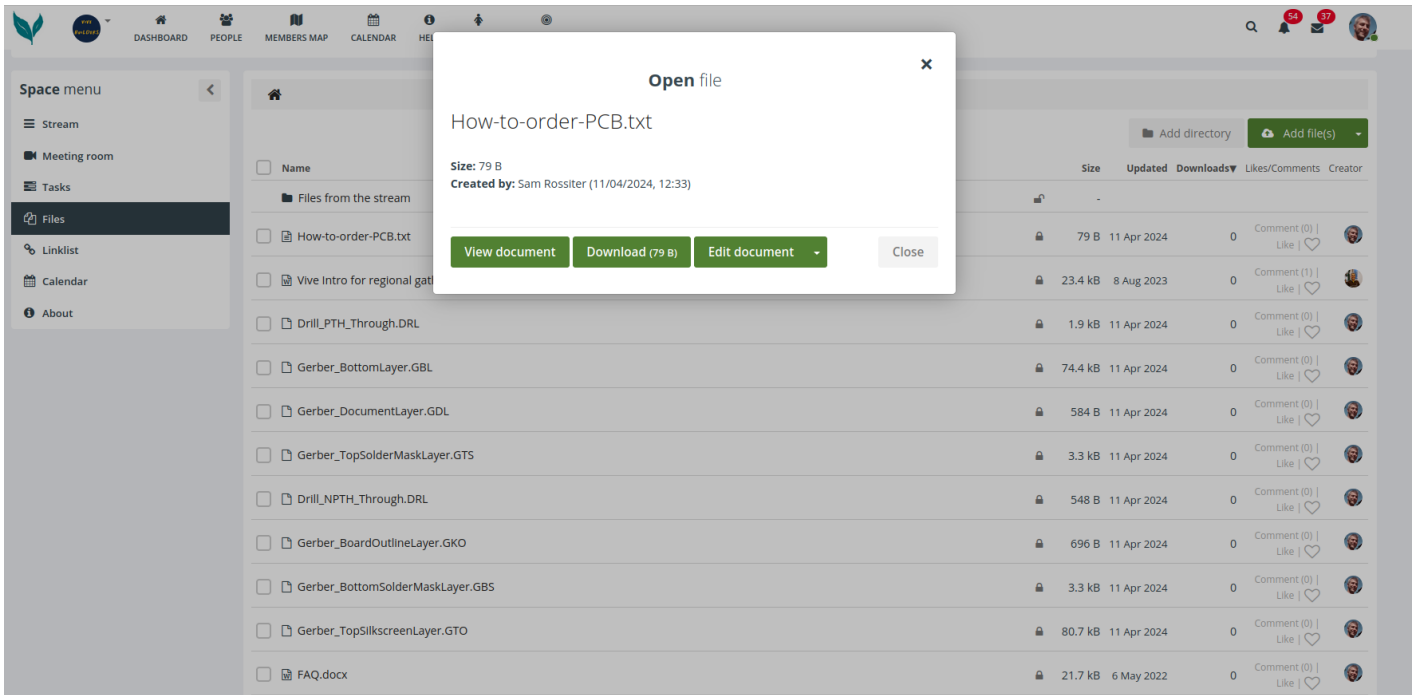 VIVE
BUILDERS
DASHBOARD
PEOPLE
MEMBERS MAP
CALENDAR
54
37
Space menu
Stream
Meeting room
Tasks
Files
Linklist
Calendar
About
Open file
How-to-order-PCB.txt
Size: 79 B
Created by: Sam Rossiter (11/04/2024, 12:33)
View document
Download (79 B)
Edit document
Close
Add directory
Add file(s)
Name Size Updated Downloads▼ Likes/Comments Creator
Files from the stream -
How-to-order-PCB.txt 79 B 11 Apr 2024 0 Comment (0) |
Like |
Vive Intro for regional 23.4 kB 8 Aug 2023 0 Comment (1) |
Like |
Drill_PTH_Through.DRL 1.9 kB 11 Apr 2024 0 Comment (0) |
Like |
Gerber_BottomLayer.GBL 74.4 kB 11 Apr 2024 0 Comment (0) |
Like |
Gerber_DocumentLayer.GDL 584 B 11 Apr 2024 0 Comment (0) |
Like |
Gerber_TopSolderMaskLayer.GTS 3.3 kB 11 Apr 2024 0 Comment (0) |
Like |
Drill_NPTH_Through.DRL 548 B 11 Apr 2024 0 Comment (0) |
Like |
Gerber_BoardOutlineLayer.GKO 696 B 11 Apr 2024 0 Comment (0) |
Like |
Gerber_BottomSolderMaskLayer.GBS 3.3 kB 11 Apr 2024 0 Comment (0) |
Like |
Gerber_TopSilkscreenLayer.GTO 80.7 kB 11 Apr 2024 0 Comment (0) |
Like |
FAQ.docx 21.7 kB 6 May 2022 0 Comment (0) |
Like |